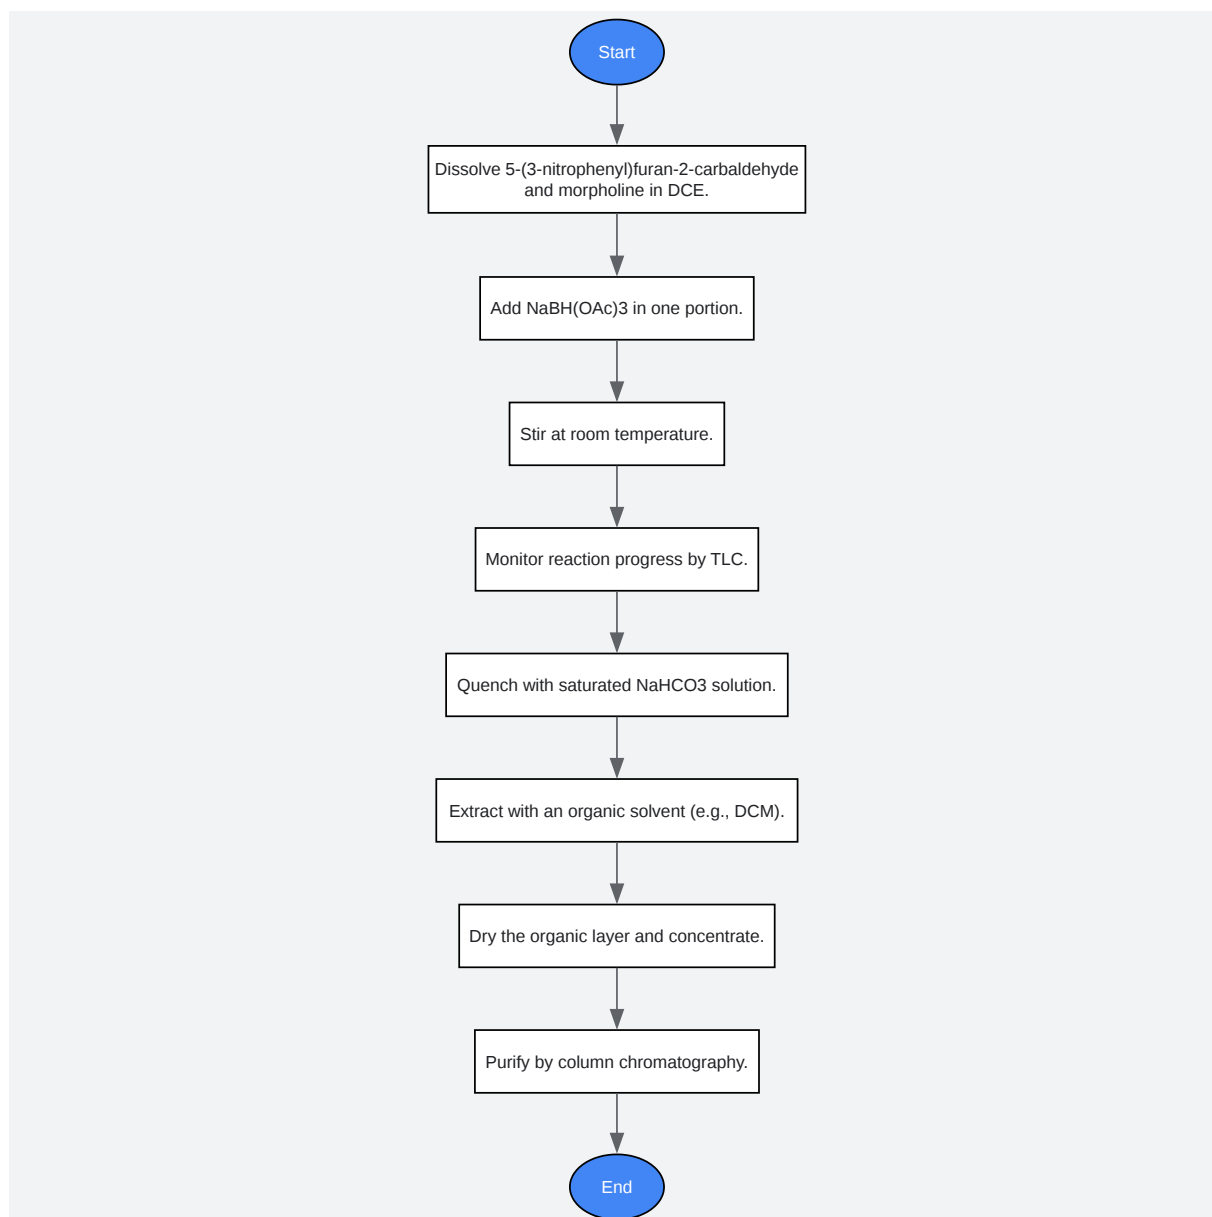 Start
Dissolve 5-(3-nitrophenyl)furan-2-carbaldehyde
and morpholine in DCE.
Add NaBH(OAc)3 in one portion.
Stir at room temperature.
Monitor reaction progress by TLC.
Quench with saturated NaHCO3 solution.
Extract with an organic solvent (e.g., DCM).
Dry the organic layer and concentrate.
Purify by column chromatography.
End